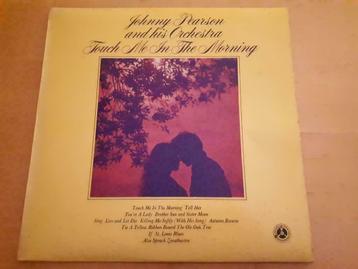 Johnny Pearson
and his Orchestra
Touch Me In The Morning
Touch Me In The Morning Tell Her
You're A Lady Brother Sun and Sister Moon
Sing Live and Let Die Killing Me Softly (With His Song) Autumn Reverie
Tie A Yellow Ribbon Round The Ole Oak Tree
If St. Louis Blues
Also Sprach Zarathustra